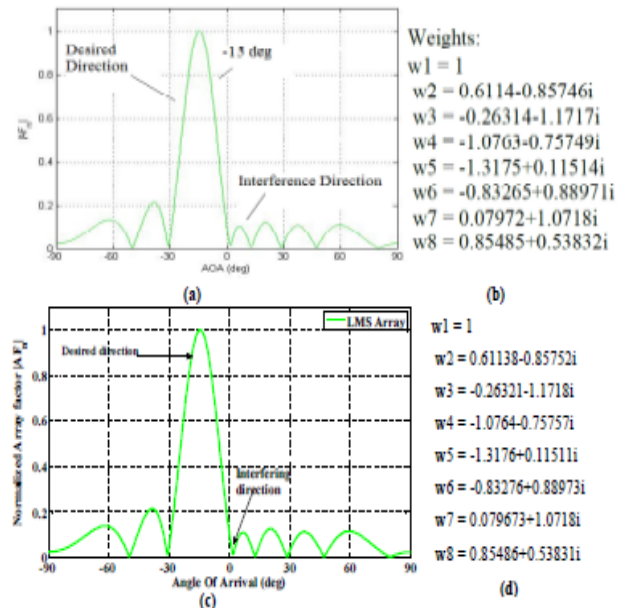 1
0.8
0.6
0.4
0.2
0
|AFn|
Desired
Direction
-15 deg
Interference Direction
-90 -60 -30 0 30 60 90
AOA (deg)
(a)
Weights:
w1 = 1
w2 = 0.6114-0.85746i
w3 = -0.26314-1.1717i
w4 = -1.0763-0.75749i
w5 = -1.3175+0.11514i
w6 = -0.83265+0.88971i
w7 = 0.07972+1.0718i
w8 = 0.85485+0.53832i
(b)
LMS Array
Desired direction
Interfering
direction
Normalized Array factor |AFn|
1
0.8
0.6
0.4
0.2
0
-90 -60 -30 0 30 60 90
Angle Of Arrival (deg)
(c)
w1 = 1
w2 = 0.61138-0.85752i
w3 = -0.26321-1.1718i
w4 = -1.0764-0.75757i
w5 = -1.3176+0.11511i
w6 = -0.83276+0.88973i
w7 = 0.079673+1.0718i
w8 = 0.85486+0.53831i
(d)